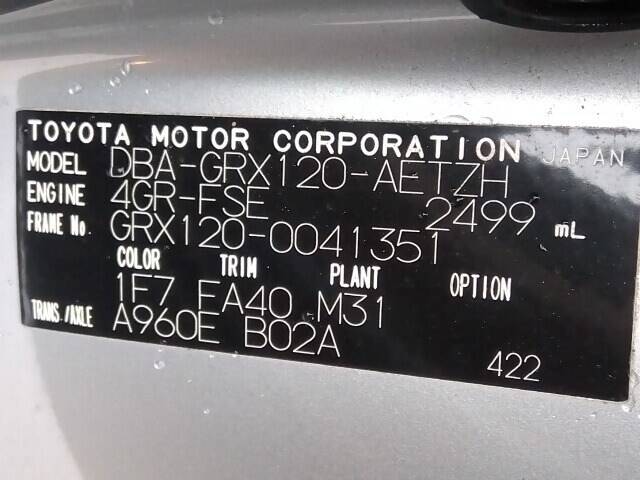 TOYOTA MOTOR CORPORATION JAPAN
MODEL DBA-GRX120-AETZH
ENGINE 4GR-FSE 2499 mL
FRAME No. GRX120-0041351
COLOR TRIM PLANT OPTION
1F7 FA40 M31
TRANS./AXLE A960E B02A
422